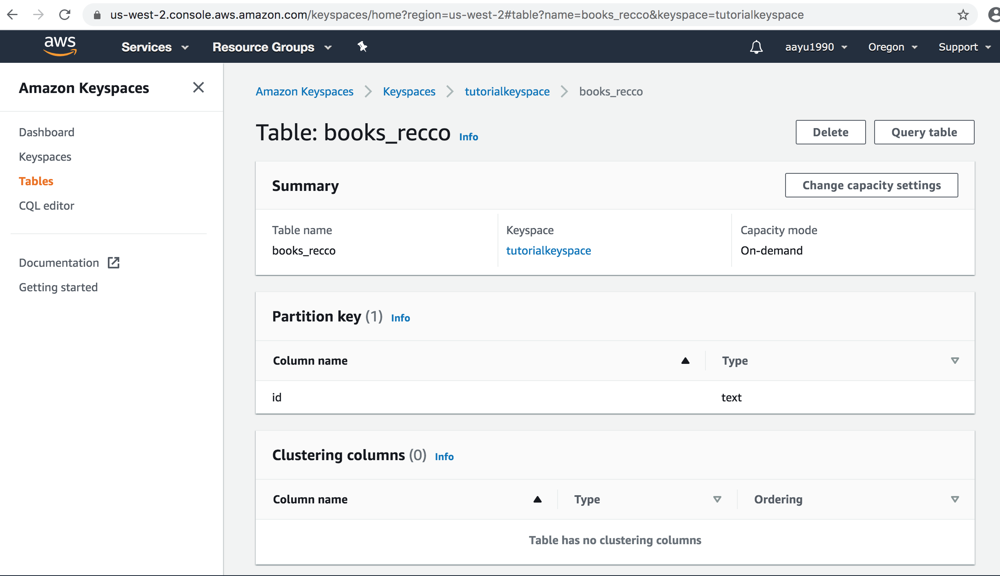 us-west-2.console.aws.amazon.com/keyspaces/home?region=us-west-2#table?name=books_recco&keyspace=tutorialkeyspace
aws Services Resource Groups aayu1990 Oregon Support
Amazon Keyspaces
Dashboard
Keyspaces
Tables
CQL editor
Documentation
Getting started
Amazon Keyspaces Keyspaces tutorialkeyspace books_recco
Table: books_recco Info Delete Query table
Summary Change capacity settings
Table name Keyspace Capacity mode
books_recco tutorialkeyspace On-demand
Partition key (1) Info
Column name Type
id text
Clustering columns (0) Info
Column name Type Ordering
Table has no clustering columns